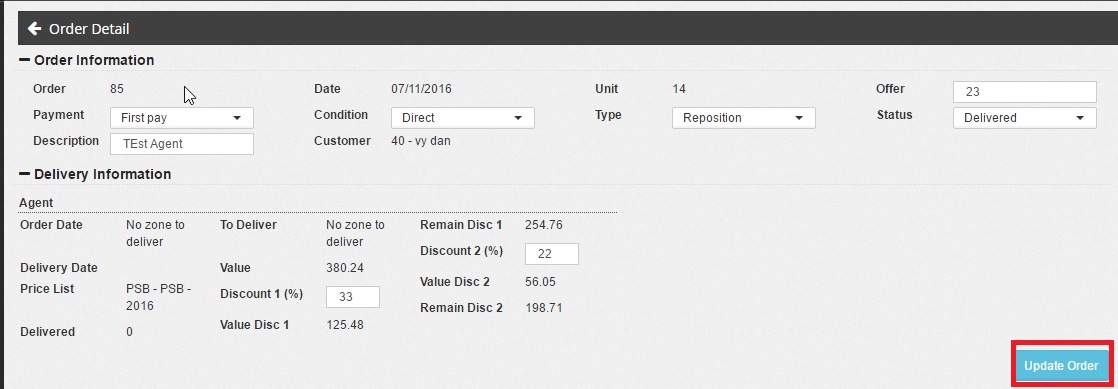 Order Detail
Order Information
Order 85 Date 07/11/2016 Unit 14 Offer 23
Payment First pay Condition Direct Type Reposition Status Delivered
Description TEst Agent Customer 40 - vy dan
Delivery Information
Agent
Order Date No zone to deliver
Delivery Date
Price List PSB - PSB - 2016
Delivered 0
To Deliver No zone to deliver
Value 380.24
Discount 1 (%) 33
Value Disc 1 125.48
Remain Disc 1 254.76
Discount 2 (%) 22
Value Disc 2 56.05
Remain Disc 2 198.71
Update Order